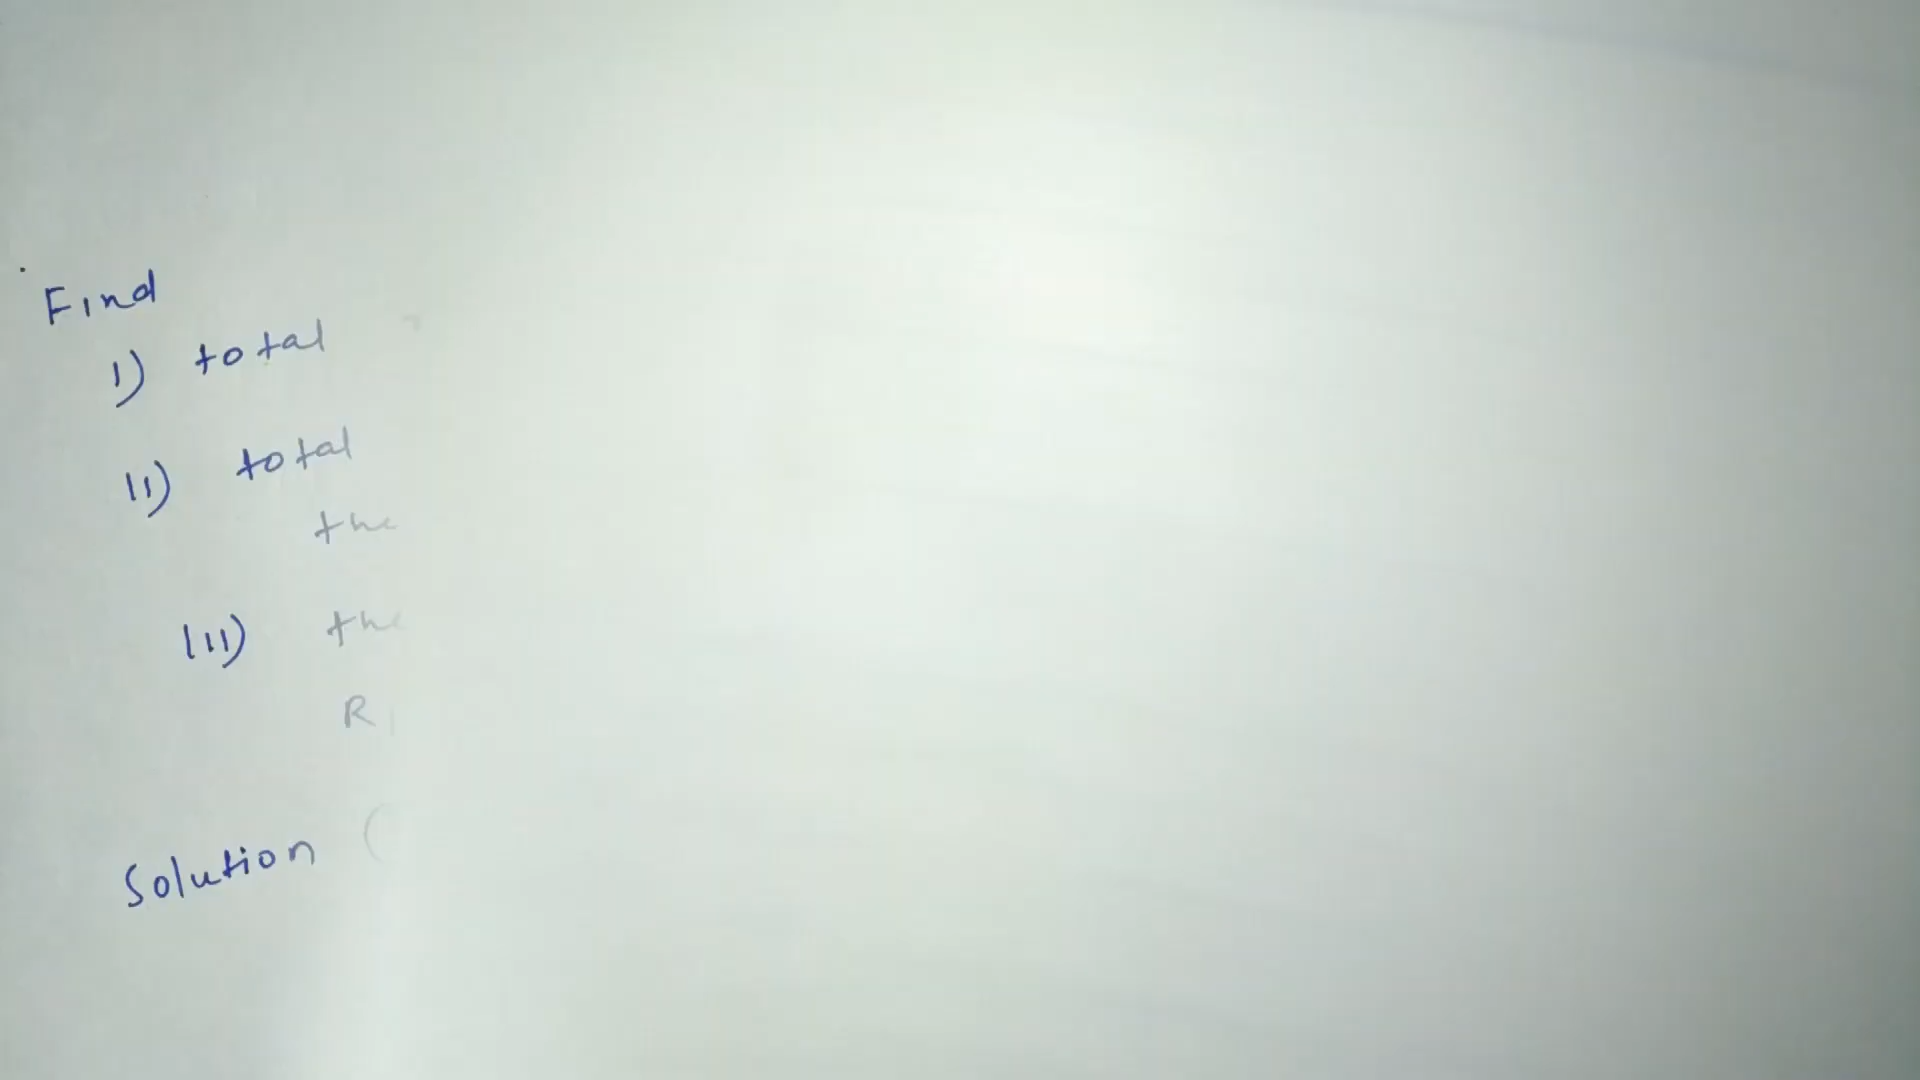 Find
i) total
ii) total
the
iii) the
R
Solution (